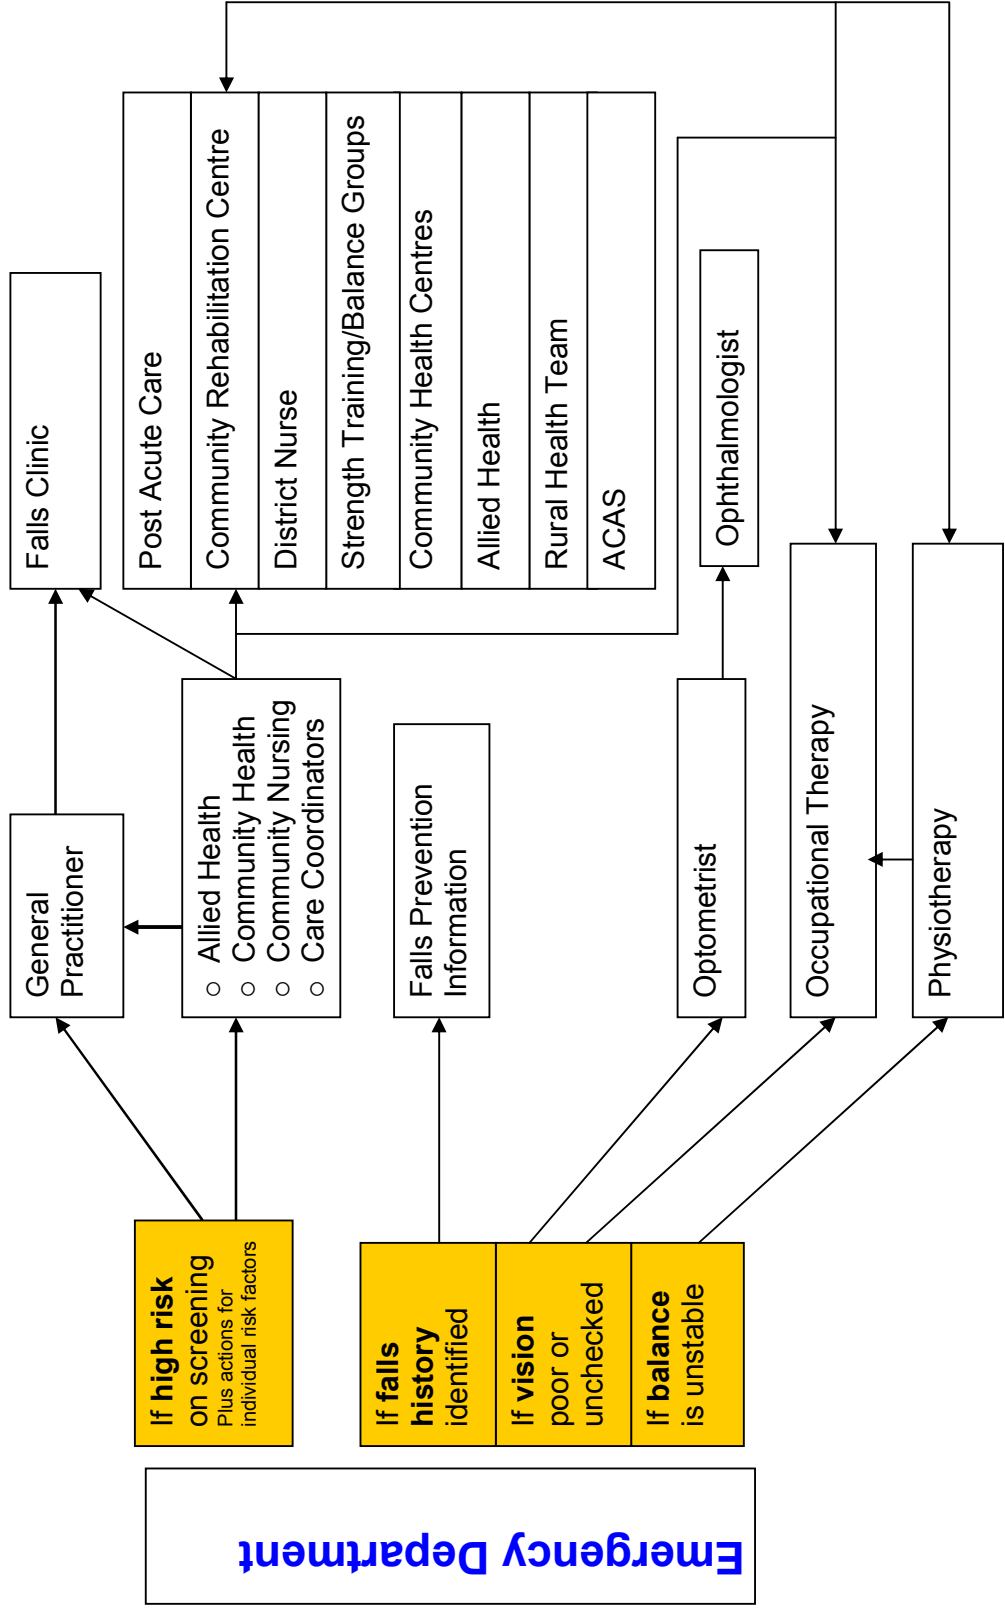 Emergency Department
If high risk
on screening
Plus actions for
individual risk factors
If falls
history
identified
If vision
poor or
unchecked
If balance
is unstable
General
Practitioner
○ Allied Health
○ Community Health
○ Community Nursing
○ Care Coordinators
Falls Prevention
Information
Optometrist
Occupational Therapy
Physiotherapy
Falls Clinic
Post Acute Care
Community Rehabilitation Centre
District Nurse
Strength Training/Balance Groups
Community Health Centres
Allied Health
Rural Health Team
ACAS
Ophthalmologist